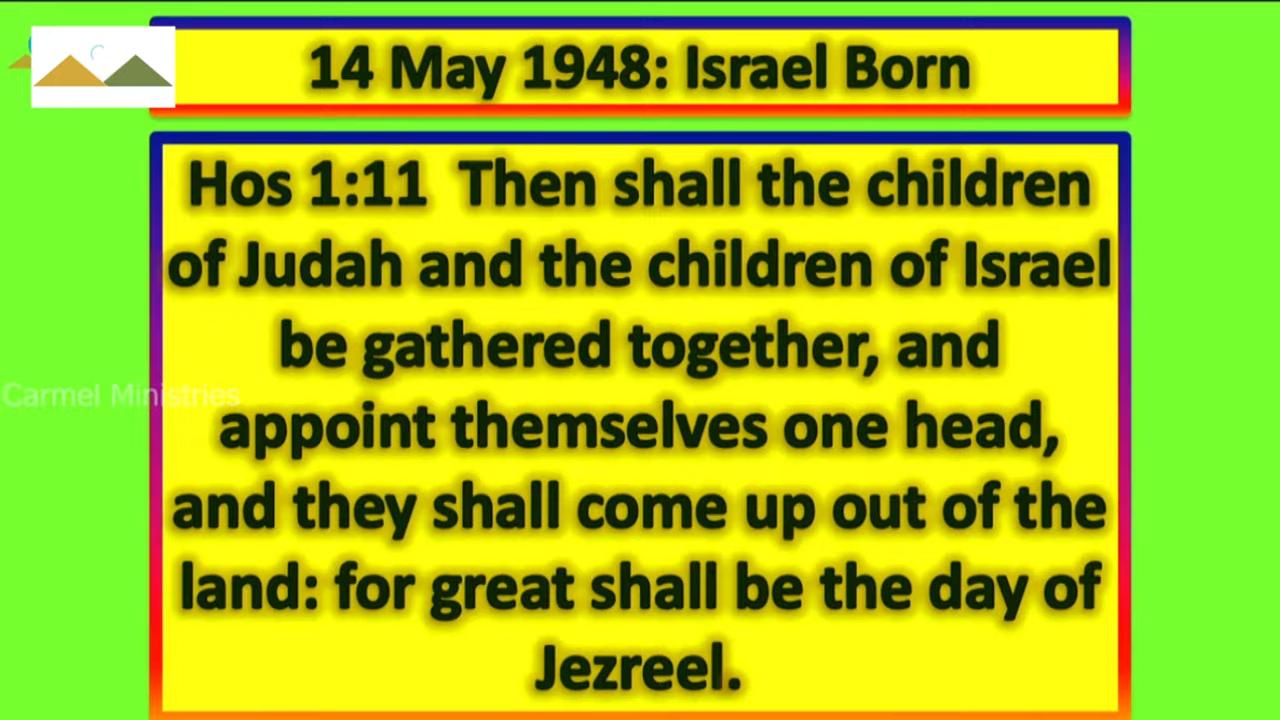 14 May 1948: Israel Born
Hos 1:11 Then shall the children
of Judah and the children of Israel
be gathered together, and
Carmel Ministries
appoint themselves one head,
and they shall come up out of the
land: for great shall be the day of
Jezreel.